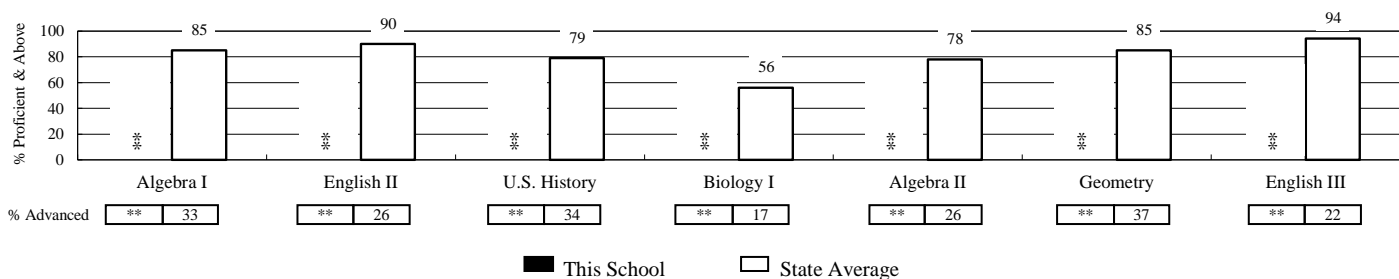 % Proficient & Above
100
80
60
40
20
0
85
90
79
56
78
85
94
** ** ** ** ** ** **
Algebra I English II U.S. History Biology I Algebra II Geometry English III
% Advanced ** 33 ** 26 ** 34 ** 17 ** 26 ** 37 ** 22
This School State Average